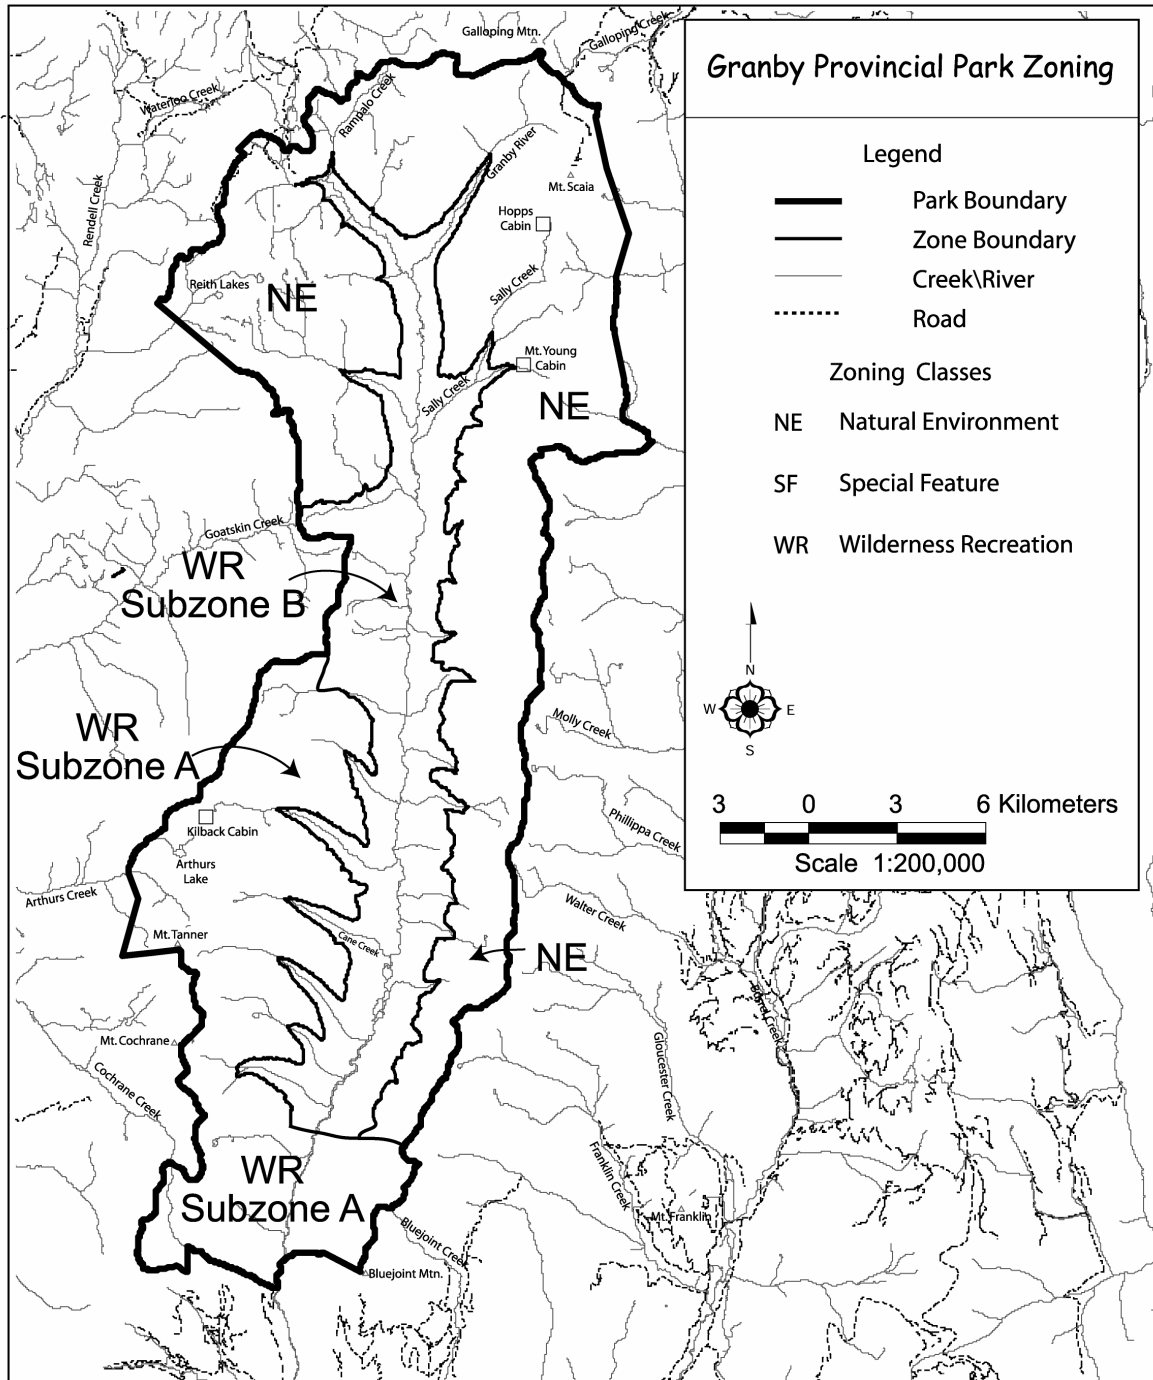 Granby Provincial Park Zoning
Legend
Park Boundary
Zone Boundary
Creek\River
Road
Zoning Classes
NE Natural Environment
SF Special Feature
WR Wilderness Recreation
N
W E
S
3 0 3 6 Kilometers
Scale 1:200,000
Galloping Mtn.
Galloping Creek
Waterloo Creek
Rampalo Creek
Granby River
Mt. Scaia
Rendell Creek
Hopps
Cabin
Reith Lakes
NE
Sally Creek
Mt. Young
Cabin
Sally Creek
NE
Goatskin Creek
WR
Subzone B
WR
Subzone A
Molly Creek
Kilback Cabin
Phillippa Creek
Arthurs
Lake
Arthurs Creek
Walter Creek
Mt. Tanner
Cane Creek
NE
Mt. Cochrane
Gloucester Creek
Cochrane Creek
WR
Subzone A
Franklin Creek
Mt. Franklin
Bluejoint Creek
Bluejoint Mtn.